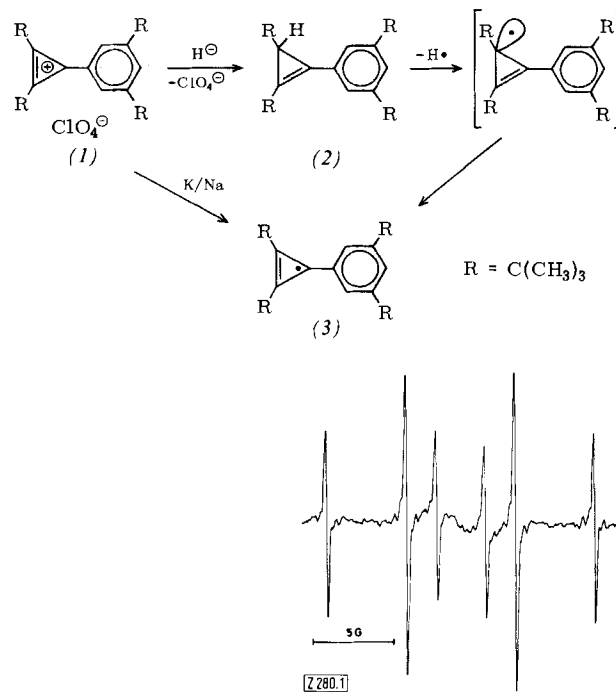 R R H R R R
H⊖ -H•
⊕ -ClO₄⊖ •
R R R R R R
ClO₄⊖
(1) (2)
K/Na
R R
• R = C(CH₃)₃
R R
(3)
5G
Z 280.1